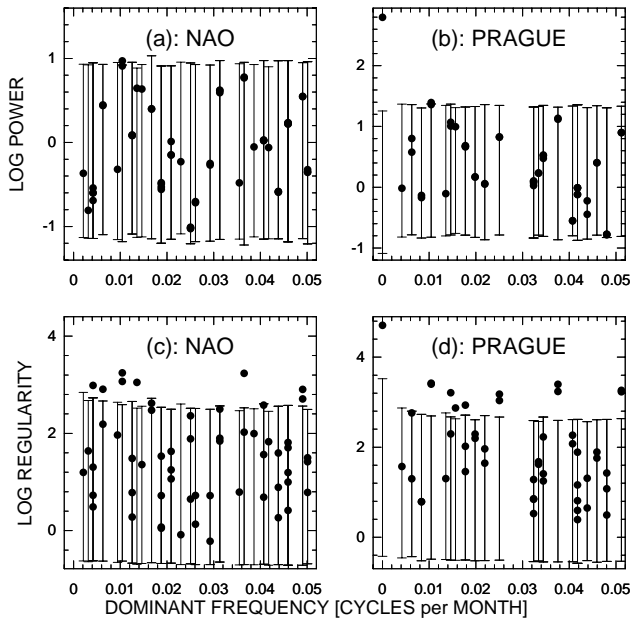 (a): NAO
(b): PRAGUE
LOG POWER
1
0
-1
2
1
0
-1
0 0.01 0.02 0.03 0.04 0.05
0 0.01 0.02 0.03 0.04 0.05
(c): NAO
(d): PRAGUE
LOG REGULARITY
4
2
0
4
2
0
0 0.01 0.02 0.03 0.04 0.05
0 0.01 0.02 0.03 0.04 0.05
DOMINANT FREQUENCY [CYCLES per MONTH]